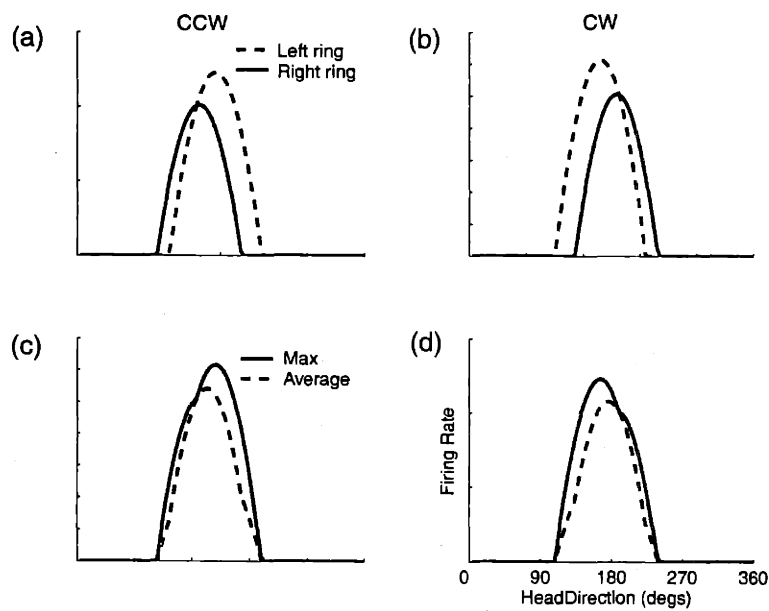 CCW
CW
(a)
Left ring
Right ring
(b)
(c)
Max
Average
(d)
Firing Rate
0 90 180 270 360
HeadDirection (degs)